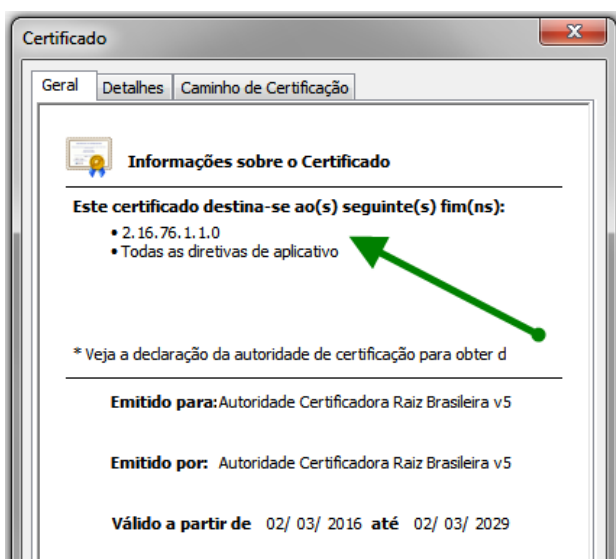 Certificado
Geral Detalhes Caminho de Certificação
Informações sobre o Certificado
Este certificado destina-se ao(s) seguinte(s) fim(ns):
• 2.16.76.1.1.0
• Todas as diretivas de aplicativo
* Veja a declaração da autoridade de certificação para obter d
Emitido para: Autoridade Certificadora Raiz Brasileira v5
Emitido por: Autoridade Certificadora Raiz Brasileira v5
Válido a partir de 02/ 03/ 2016 até 02/ 03/ 2029